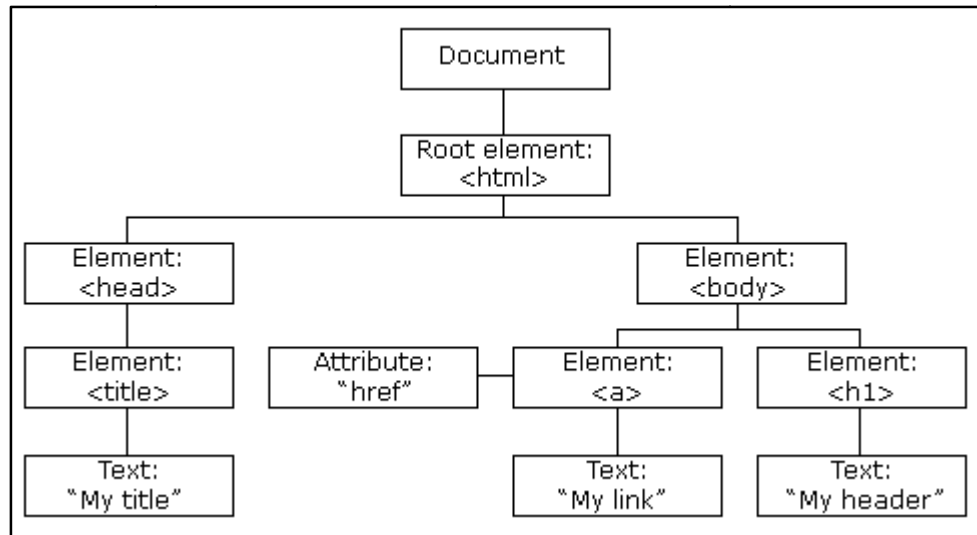 Document
Root element:
<html>
Element:
<head>
Element:
<body>
Element:
<title>
Attribute:
“href”
Element:
<a>
Element:
<h1>
Text:
“My title”
Text:
“My link”
Text:
“My header”